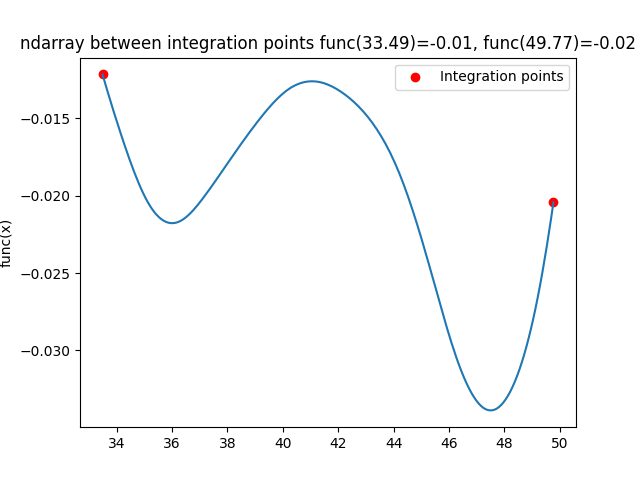 ndarray between integration points func(33.49)=-0.01, func(49.77)=-0.02
Integration points
−0.015
−0.020
−0.025
−0.030
func(x)
34 36 38 40 42 44 46 48 50